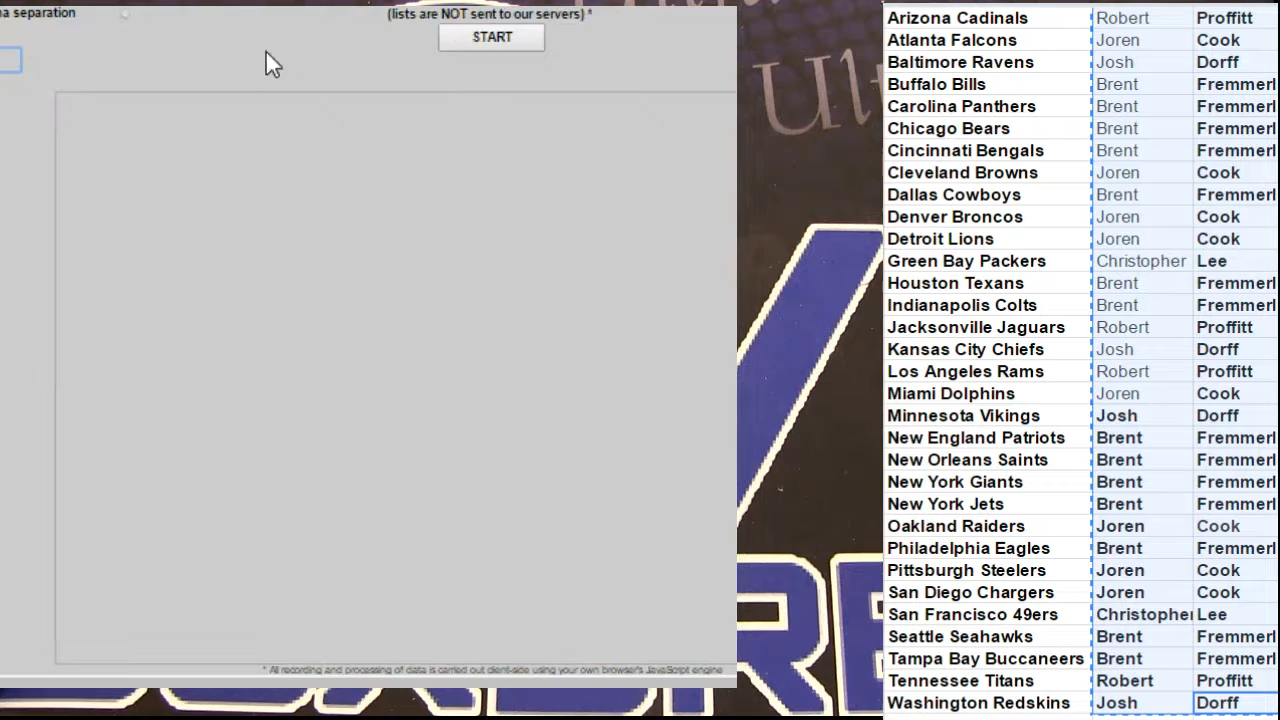 a separation
(lists are NOT sent to our servers) *
START
* All recording and processing of data is carried out client-side using your own browser's JavaScript engine
Ul
RE
Arizona Cadinals Robert Proffitt
Atlanta Falcons Joren Cook
Baltimore Ravens Josh Dorff
Buffalo Bills Brent Fremmerl
Carolina Panthers Brent Fremmerl
Chicago Bears Brent Fremmerl
Cincinnati Bengals Brent Fremmerl
Cleveland Browns Joren Cook
Dallas Cowboys Brent Fremmerl
Denver Broncos Joren Cook
Detroit Lions Joren Cook
Green Bay Packers Christopher Lee
Houston Texans Brent Fremmerl
Indianapolis Colts Brent Fremmerl
Jacksonville Jaguars Robert Proffitt
Kansas City Chiefs Josh Dorff
Los Angeles Rams Robert Proffitt
Miami Dolphins Joren Cook
Minnesota Vikings Josh Dorff
New England Patriots Brent Fremmerl
New Orleans Saints Brent Fremmerl
New York Giants Brent Fremmerl
New York Jets Brent Fremmerl
Oakland Raiders Joren Cook
Philadelphia Eagles Brent Fremmerl
Pittsburgh Steelers Joren Cook
San Diego Chargers Joren Cook
San Francisco 49ers Christopher Lee
Seattle Seahawks Brent Fremmerl
Tampa Bay Buccaneers Brent Fremmerl
Tennessee Titans Robert Proffitt
Washington Redskins Josh Dorff